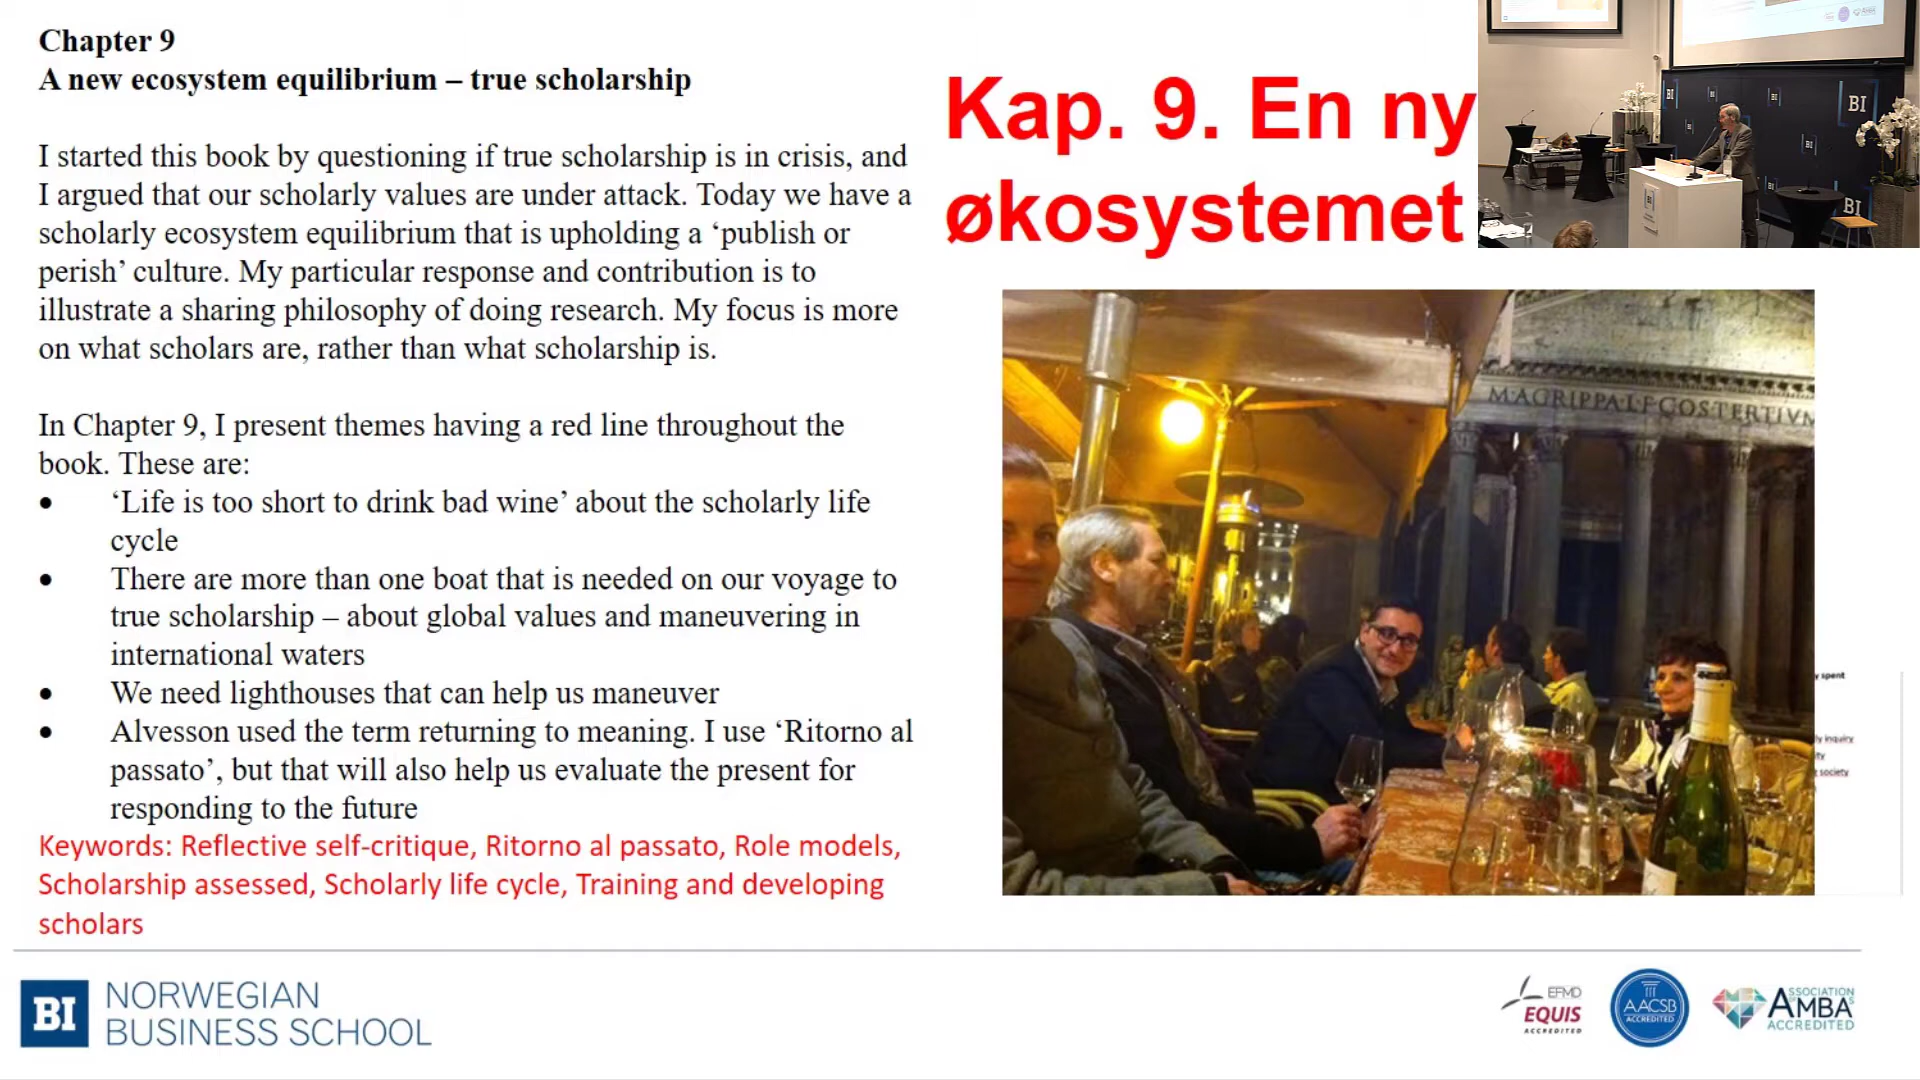 Chapter 9
A new ecosystem equilibrium – true scholarship
I started this book by questioning if true scholarship is in crisis, and
I argued that our scholarly values are under attack. Today we have a
scholarly ecosystem equilibrium that is upholding a ‘publish or
perish’ culture. My particular response and contribution is to
illustrate a sharing philosophy of doing research. My focus is more
on what scholars are, rather than what scholarship is.
In Chapter 9, I present themes having a red line throughout the
book. These are:
• ‘Life is too short to drink bad wine’ about the scholarly life
cycle
• There are more than one boat that is needed on our voyage to
true scholarship – about global values and maneuvering in
international waters
• We need lighthouses that can help us maneuver
• Alvesson used the term returning to meaning. I use ‘Ritorno al
passato’, but that will also help us evaluate the present for
responding to the future
Keywords: Reflective self-critique, Ritorno al passato, Role models,
Scholarship assessed, Scholarly life cycle, Training and developing
scholars
Kap. 9. En ny
økosystemet
BI
BI
M·AGRIPPA·L·F·COSTERTIVM
y spent
ly inquiry
ty
society
BI
NORWEGIAN
BUSINESS SCHOOL
EFMD
EQUIS
ACCREDITED
AACSB
ACCREDITED
ASSOCIATION
AMBA
ACCREDITED